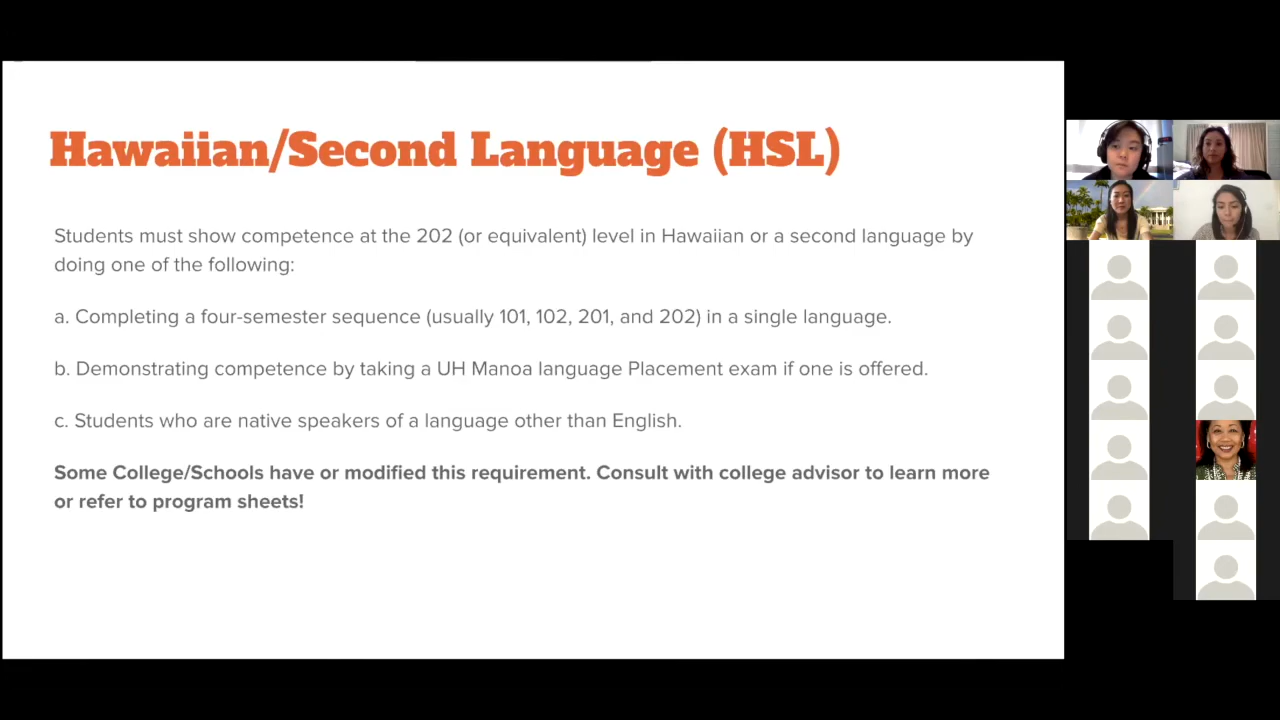 Hawaiian/Second Language (HSL)
Students must show competence at the 202 (or equivalent) level in Hawaiian or a second language by
doing one of the following:
a. Completing a four-semester sequence (usually 101, 102, 201, and 202) in a single language.
b. Demonstrating competence by taking a UH Manoa language Placement exam if one is offered.
c. Students who are native speakers of a language other than English.
Some College/Schools have or modified this requirement. Consult with college advisor to learn more
or refer to program sheets!